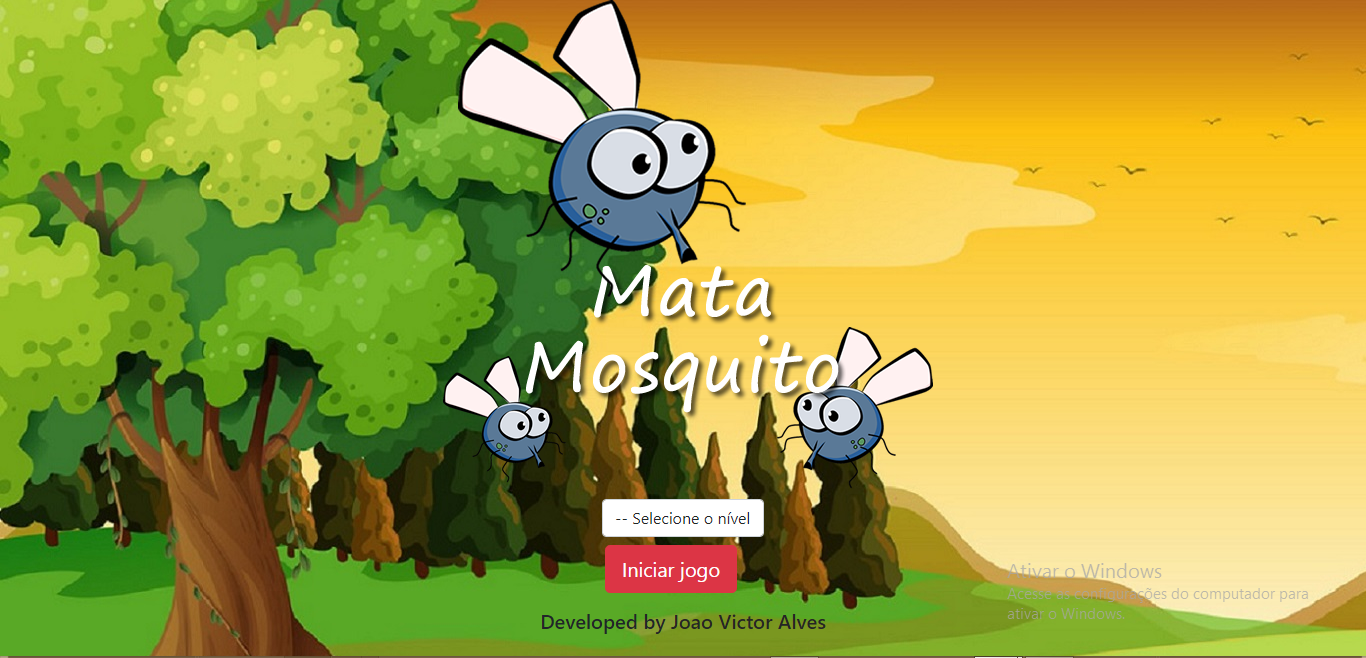 Mata
Mosquito
-- Selecione o nível
Iniciar jogo
Developed by Joao Victor Alves
Ativar o Windows
Acesse as configurações do computador para
ativar o Windows.